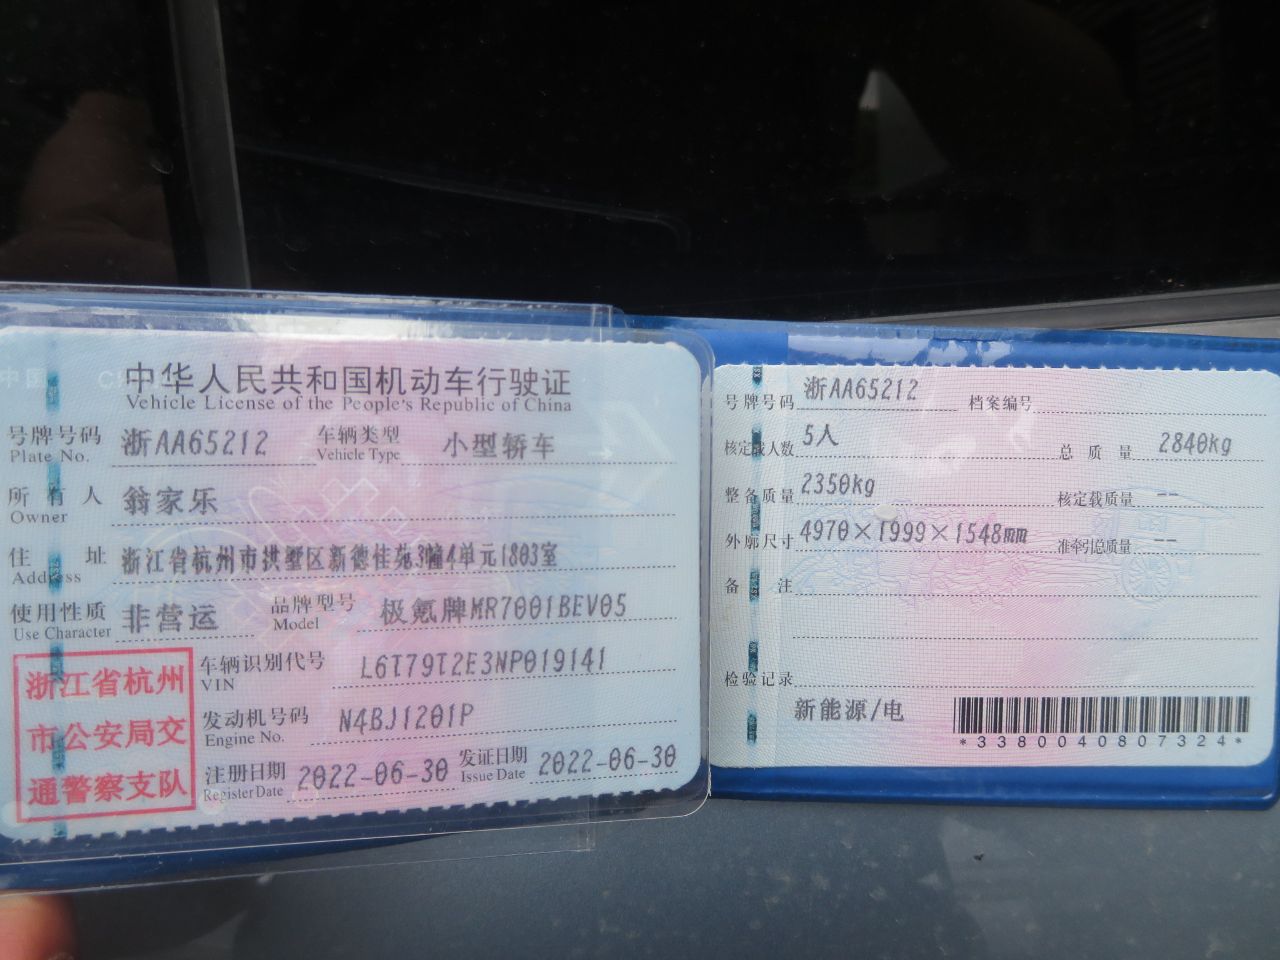 中华人民共和国机动车行驶证
Vehicle License of the People's Republic of China
号牌号码 浙AA65212 车辆类型 小型轿车
Plate No. Vehicle Type
所有人 翁家乐
Owner
住址 浙江省杭州市拱墅区新德佳苑3幢4单元1803室
Address
使用性质 非营运 品牌型号 极氪牌MR7001BEV05
Use Character Model
车辆识别代号 L6T79T2E3NP019141
VIN
发动机号码 N4BJ1201P
Engine No.
注册日期 2022-06-30 发证日期 2022-06-30
Register Date Issue Date
浙江省杭州
市公安局交
通警察支队
号牌号码 浙AA65212 档案编号
核定载人数 5人 总质量 2840kg
整备质量 2350kg 核定载质量 --
外廓尺寸 4970×1999×1548mm 准牵引总质量 --
备注
检验记录
新能源/电
*3380040807324*